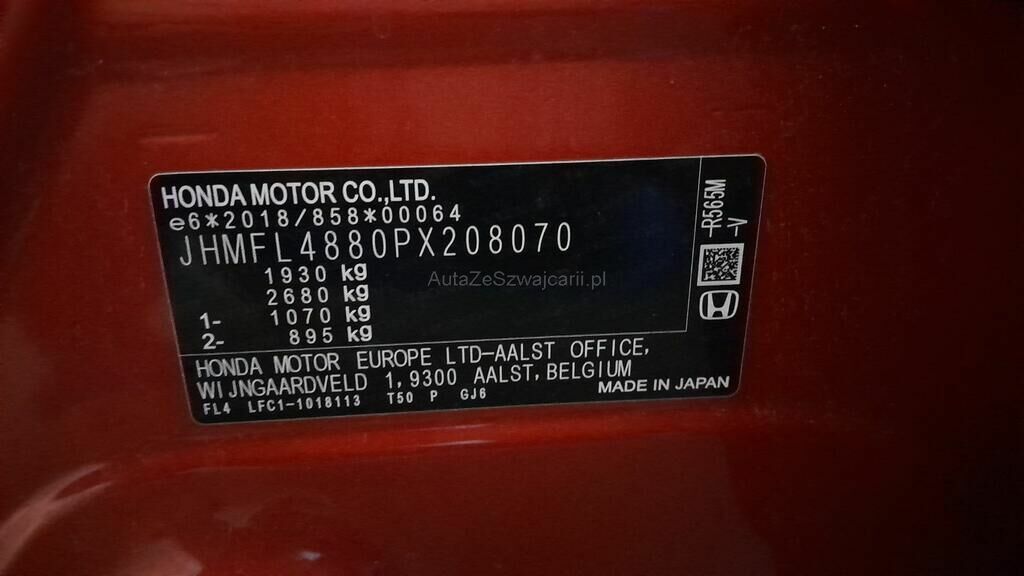 HONDA MOTOR CO.,LTD.
e6*2018/858*00064
JHMFL4880PX208070
1930 kg
2680 kg
1- 1070 kg
2- 895 kg
AutaZeSzwajcarii.pl
-R565M
-V
HONDA MOTOR EUROPE LTD-AALST OFFICE,
WIJNGAARDVELD 1,9300 AALST,BELGIUM
FL4 LFC1-1018113 T50 P GJ6
MADE IN JAPAN